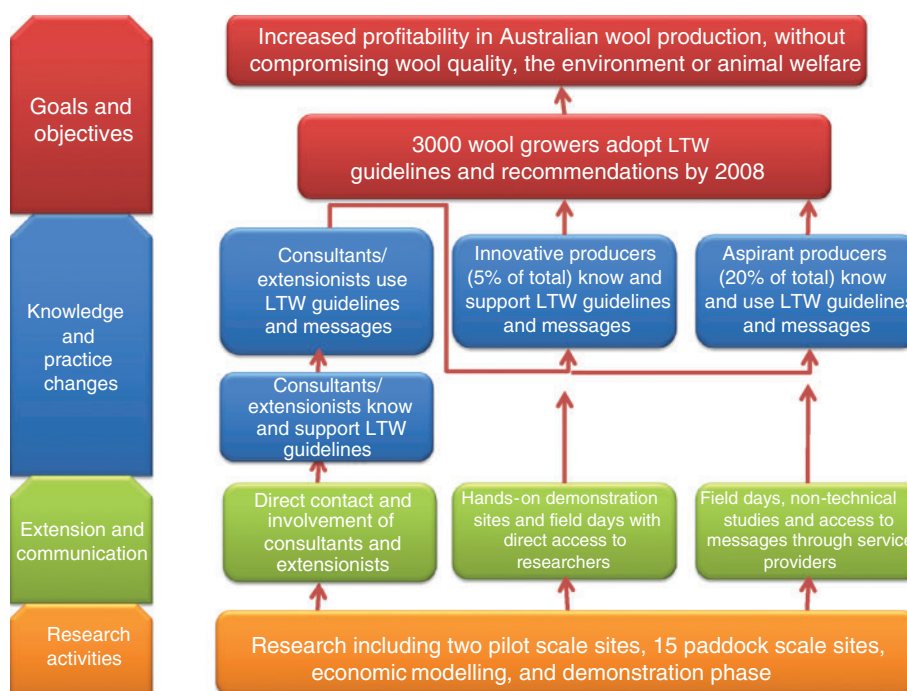 Increased profitability in Australian wool production, without
compromising wool quality, the environment or animal welfare
Goals and
objectives
3000 wool growers adopt LTW
guidelines and recommendations by 2008
Knowledge
and
practice
changes
Consultants/
extensionists use
LTW guidelines
and messages
Innovative producers
(5% of total) know and
support LTW guidelines
and messages
Aspirant producers
(20% of total) know
and use LTW guidelines
and messages
Consultants/
extensionists know
and support LTW
guidelines
Extension and
communication
Direct contact and
involvement of
consultants and
extensionists
Hands-on demonstration
sites and field days with
direct access to
researchers
Field days, non-technical
studies and access to
messages through service
providers
Research
activities
Research including two pilot scale sites, 15 paddock scale sites,
economic modelling, and demonstration phase